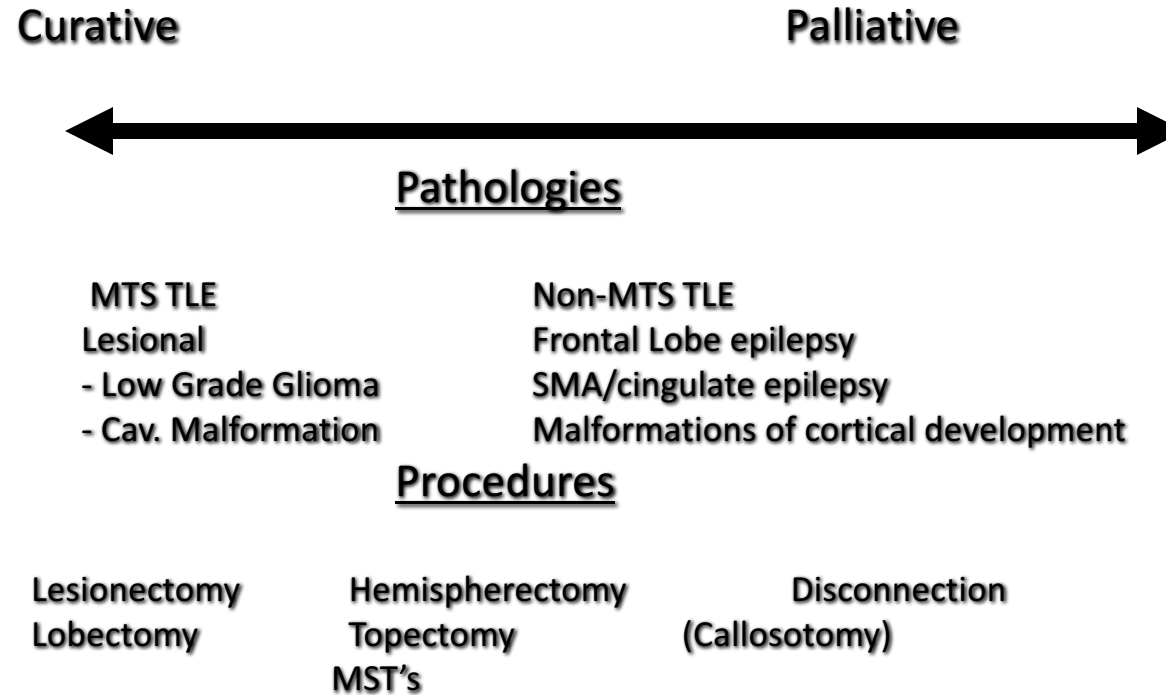 Curative Palliative
Pathologies
MTS TLE Non-MTS TLE
Lesional Frontal Lobe epilepsy
- Low Grade Glioma SMA/cingulate epilepsy
- Cav. Malformation Malformations of cortical development
Procedures
Lesionectomy Hemispherectomy Disconnection
Lobectomy Topectomy (Callosotomy)
MST’s